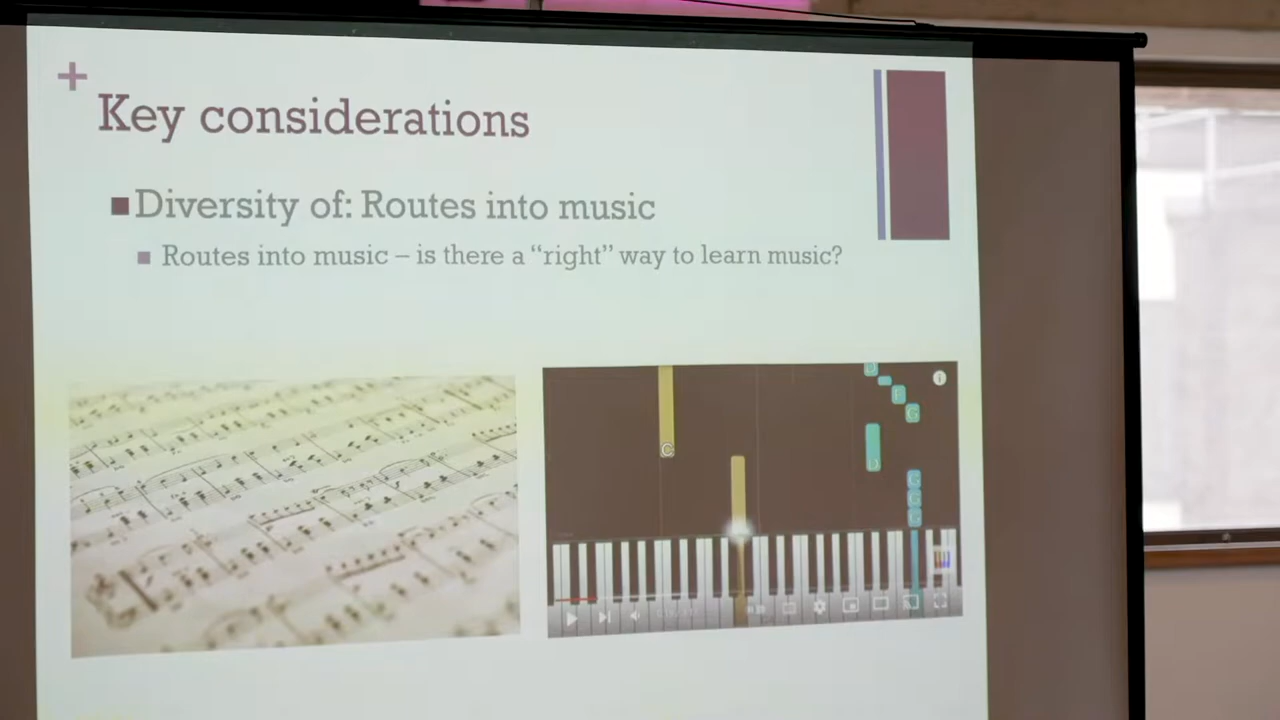 +
Key considerations
Diversity of: Routes into music
Routes into music – is there a “right” way to learn music?
D
F
G
C
D
G
G
G
i